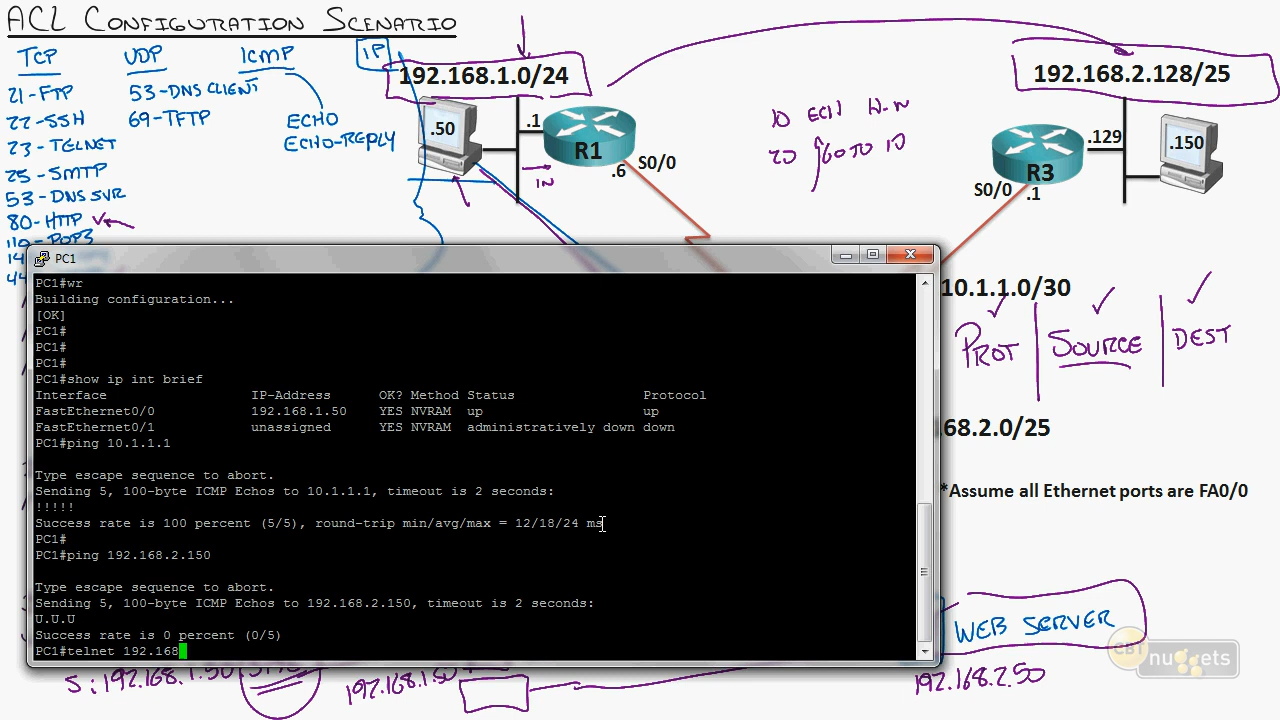 ACL CONFIGURATION SCENARIO
TCP UDP ICMP IP
21-FTP 53-DNS CLIENT
22-SSH 69-TFTP ECHO
23-TELNET ECHO-REPLY
25-SMTP
53-DNS SVR
80-HTTP
110-POP3
192.168.1.0/24
.50
.1
R1
.6
S0/0
IN
20 GOTO 10
192.168.2.128/25
.129
.150
R3
S0/0
.1
10.1.1.0/30
PROT SOURCE DEST
68.2.0/25
*Assume all Ethernet ports are FA0/0
PC1
PC1#wr
Building configuration...
[OK]
PC1#
PC1#
PC1#
PC1#show ip int brief
Interface IP-Address OK? Method Status Protocol
FastEthernet0/0 192.168.1.50 YES NVRAM up up
FastEthernet0/1 unassigned YES NVRAM administratively down down
PC1#ping 10.1.1.1
Type escape sequence to abort.
Sending 5, 100-byte ICMP Echos to 10.1.1.1, timeout is 2 seconds:
!!!!!
Success rate is 100 percent (5/5), round-trip min/avg/max = 12/18/24 ms
PC1#
PC1#ping 192.168.2.150
Type escape sequence to abort.
Sending 5, 100-byte ICMP Echos to 192.168.2.150, timeout is 2 seconds:
U.U.U
Success rate is 0 percent (0/5)
PC1#telnet 192.168
WEB SERVER
192.168.2.50
S:192.168.1.50
192.168.1.50
CBT nuggets